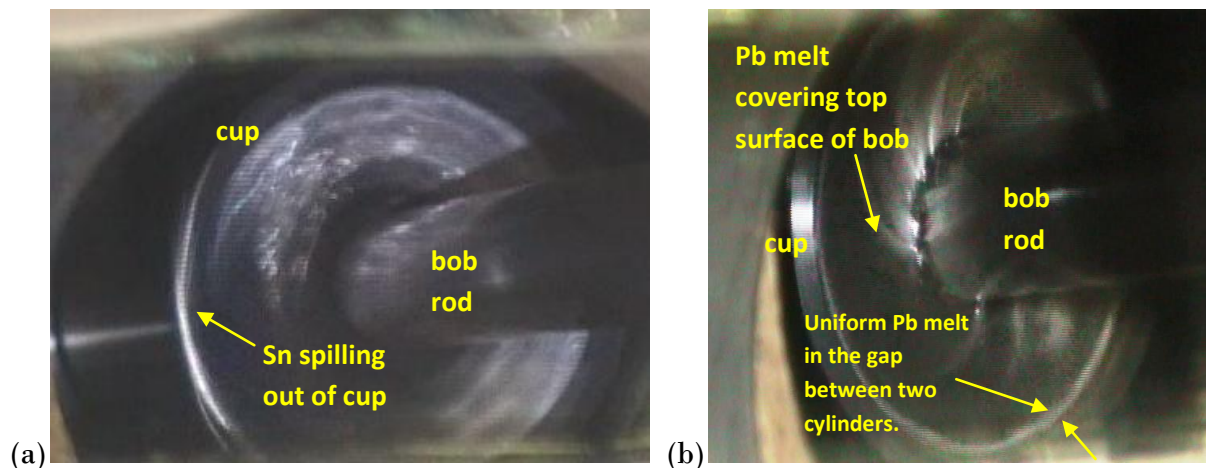 cup
bob
rod
Sn spilling
out of cup
(a)
Pb melt
covering top
surface of bob
bob
rod
cup
Uniform Pb melt
in the gap
between two
cylinders.
(b)